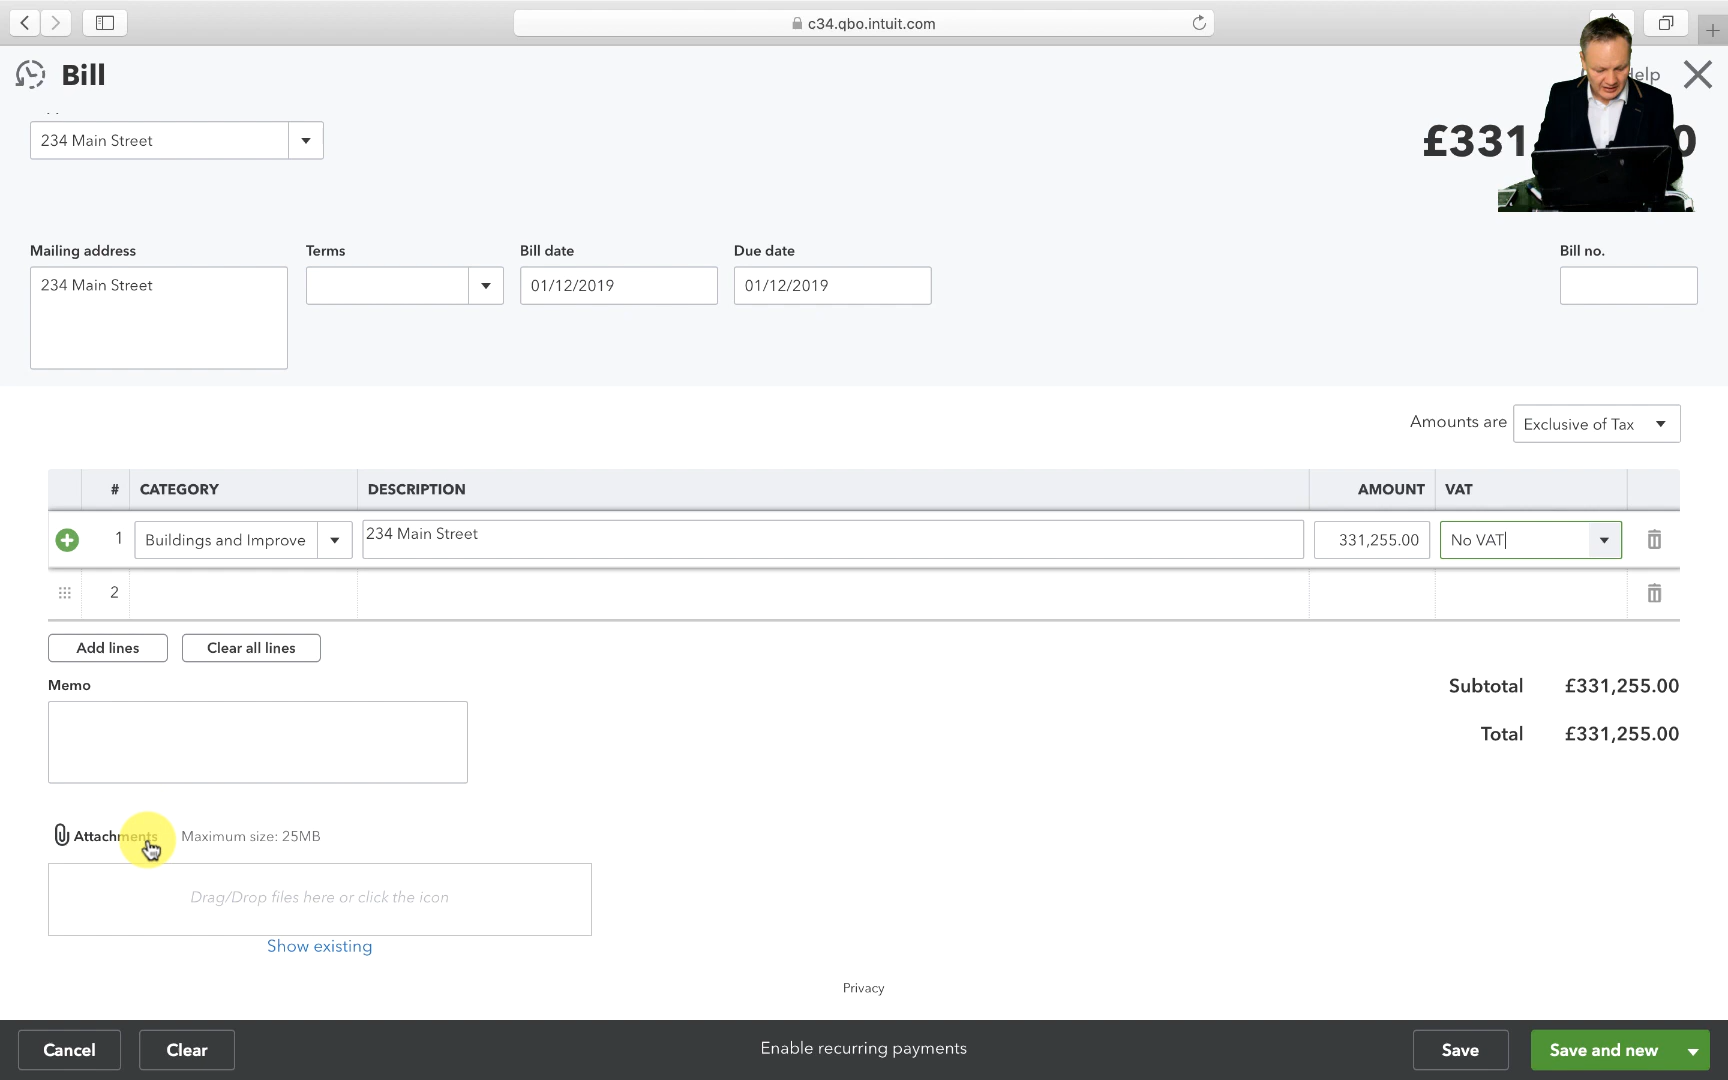 c34.qbo.intuit.com
Bill
elp
234 Main Street
£331
0
Mailing address
Terms
Bill date
Due date
Bill no.
234 Main Street
01/12/2019
01/12/2019
Amounts are
Exclusive of Tax
# CATEGORY DESCRIPTION AMOUNT VAT
1 Buildings and Improve 234 Main Street 331,255.00 No VAT
2
Add lines
Clear all lines
Memo
Subtotal £331,255.00
Total £331,255.00
Attachments Maximum size: 25MB
Drag/Drop files here or click the icon
Show existing
Privacy
Cancel
Clear
Enable recurring payments
Save
Save and new